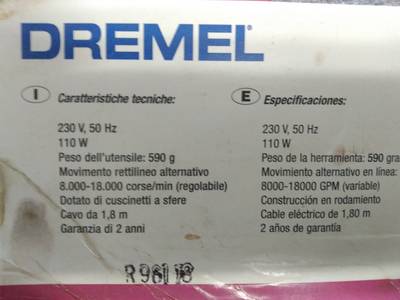 DREMEL
I Caratteristiche tecniche:
230 V, 50 Hz
110 W
Peso dell'utensile: 590 g
Movimento rettilineo alternativo
8.000-18.000 corse/min (regolabile)
Dotato di cuscinetti a sfere
Cavo da 1,8 m
Garanzia di 2 anni
E Especificaciones:
230 V, 50 Hz
110 W
Peso de la herramienta: 590 gra
Movimiento alternativo en línea:
8000-18000 GPM (variable)
Construcción en rodamiento
Cable eléctrico de 1,80 m
2 años de garantía